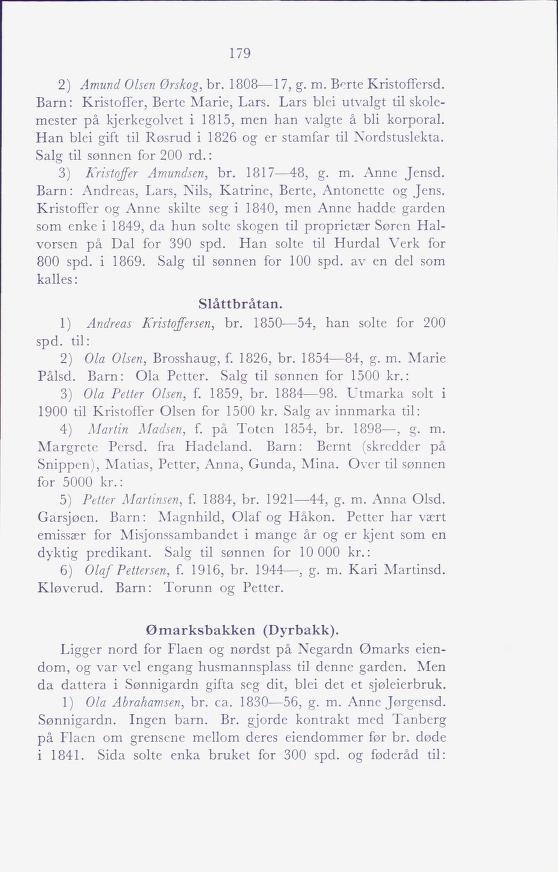 179
2) Amund Olsen Ørskog, br. 1808—17, g. m. Berte Kristoffersd.
Barn: Kristoffer, Berte Marie, Lars. Lars blei utvalgt til skole-
mester på kjerkegolvet i 1815, men han valgte å bli korporal.
Han blei gift til Røsrud i 1826 og er stamfar til Nordstuslekta.
Salg til sønnen for 200 rd.:
3) Kristoffer Amundsen, br. 1817—48, g. m. Anne Jensd.
Barn: Andreas, Lars, Nils, Katrine, Berte, Antonette og Jens.
Kristoffer og Anne skilte seg i 1840, men Anne hadde garden
som enke i 1849, da hun solte skogen til proprietær Søren Hal-
vorsen på Dal for 390 spd. Han solte til Hurdal Verk for
800 spd. i 1869. Salg til sønnen for 100 spd. av en del som
kalles:
Slåttbråtan.
1) Andreas Kristoffersen, br. 1850—54, han solte for 200
spd. til:
2) Ola Olsen, Brosshaug, f. 1826, br. 1854—84, g. m. Marie
Pålsd. Barn: Ola Petter. Salg til sønnen for 1500 kr.:
3) Ola Petter Olsen, f. 1859, br. 1884—98. Utmarka solt i
1900 til Kristoffer Olsen for 1500 kr. Salg av innmarka til:
4) Martin Madsen, f. på Toten 1854, br. 1898—, g. m.
Margrete Persd. fra Hadeland. Barn: Bernt (skredder på
Snippen), Matias, Petter, Anna, Gunda, Mina. Over til sønnen
for 5000 kr.:
5) Petter Martinsen, f. 1884, br. 1921—44, g. m. Anna Olsd.
Garsjøen. Barn: Magnhild, Olaf og Håkon. Petter har vært
emissær for Misjonssambandet i mange år og er kjent som en
dyktig predikant. Salg til sønnen for 10 000 kr.:
6) Olaf Pettersen, f. 1916, br. 1944—, g. m. Kari Martinsd.
Kløverud. Barn: Torunn og Petter.
Ømarksbakken (Dyrbakk).
Ligger nord for Flaen og nørdst på Negardn Ømarks eien-
dom, og var vel engang husmannsplass til denne garden. Men
da dattera i Sønnigardn gifta seg dit, blei det et sjøleierbruk.
1) Ola Abrahamsen, br. ca. 1830—56, g. m. Anne Jørgensd.
Sønnigardn. Ingen barn. Br. gjorde kontrakt med Tanberg
på Flaen om grensene mellom deres eiendommer før br. døde
i 1841. Sida solte enka bruket for 300 spd. og føderåd til: